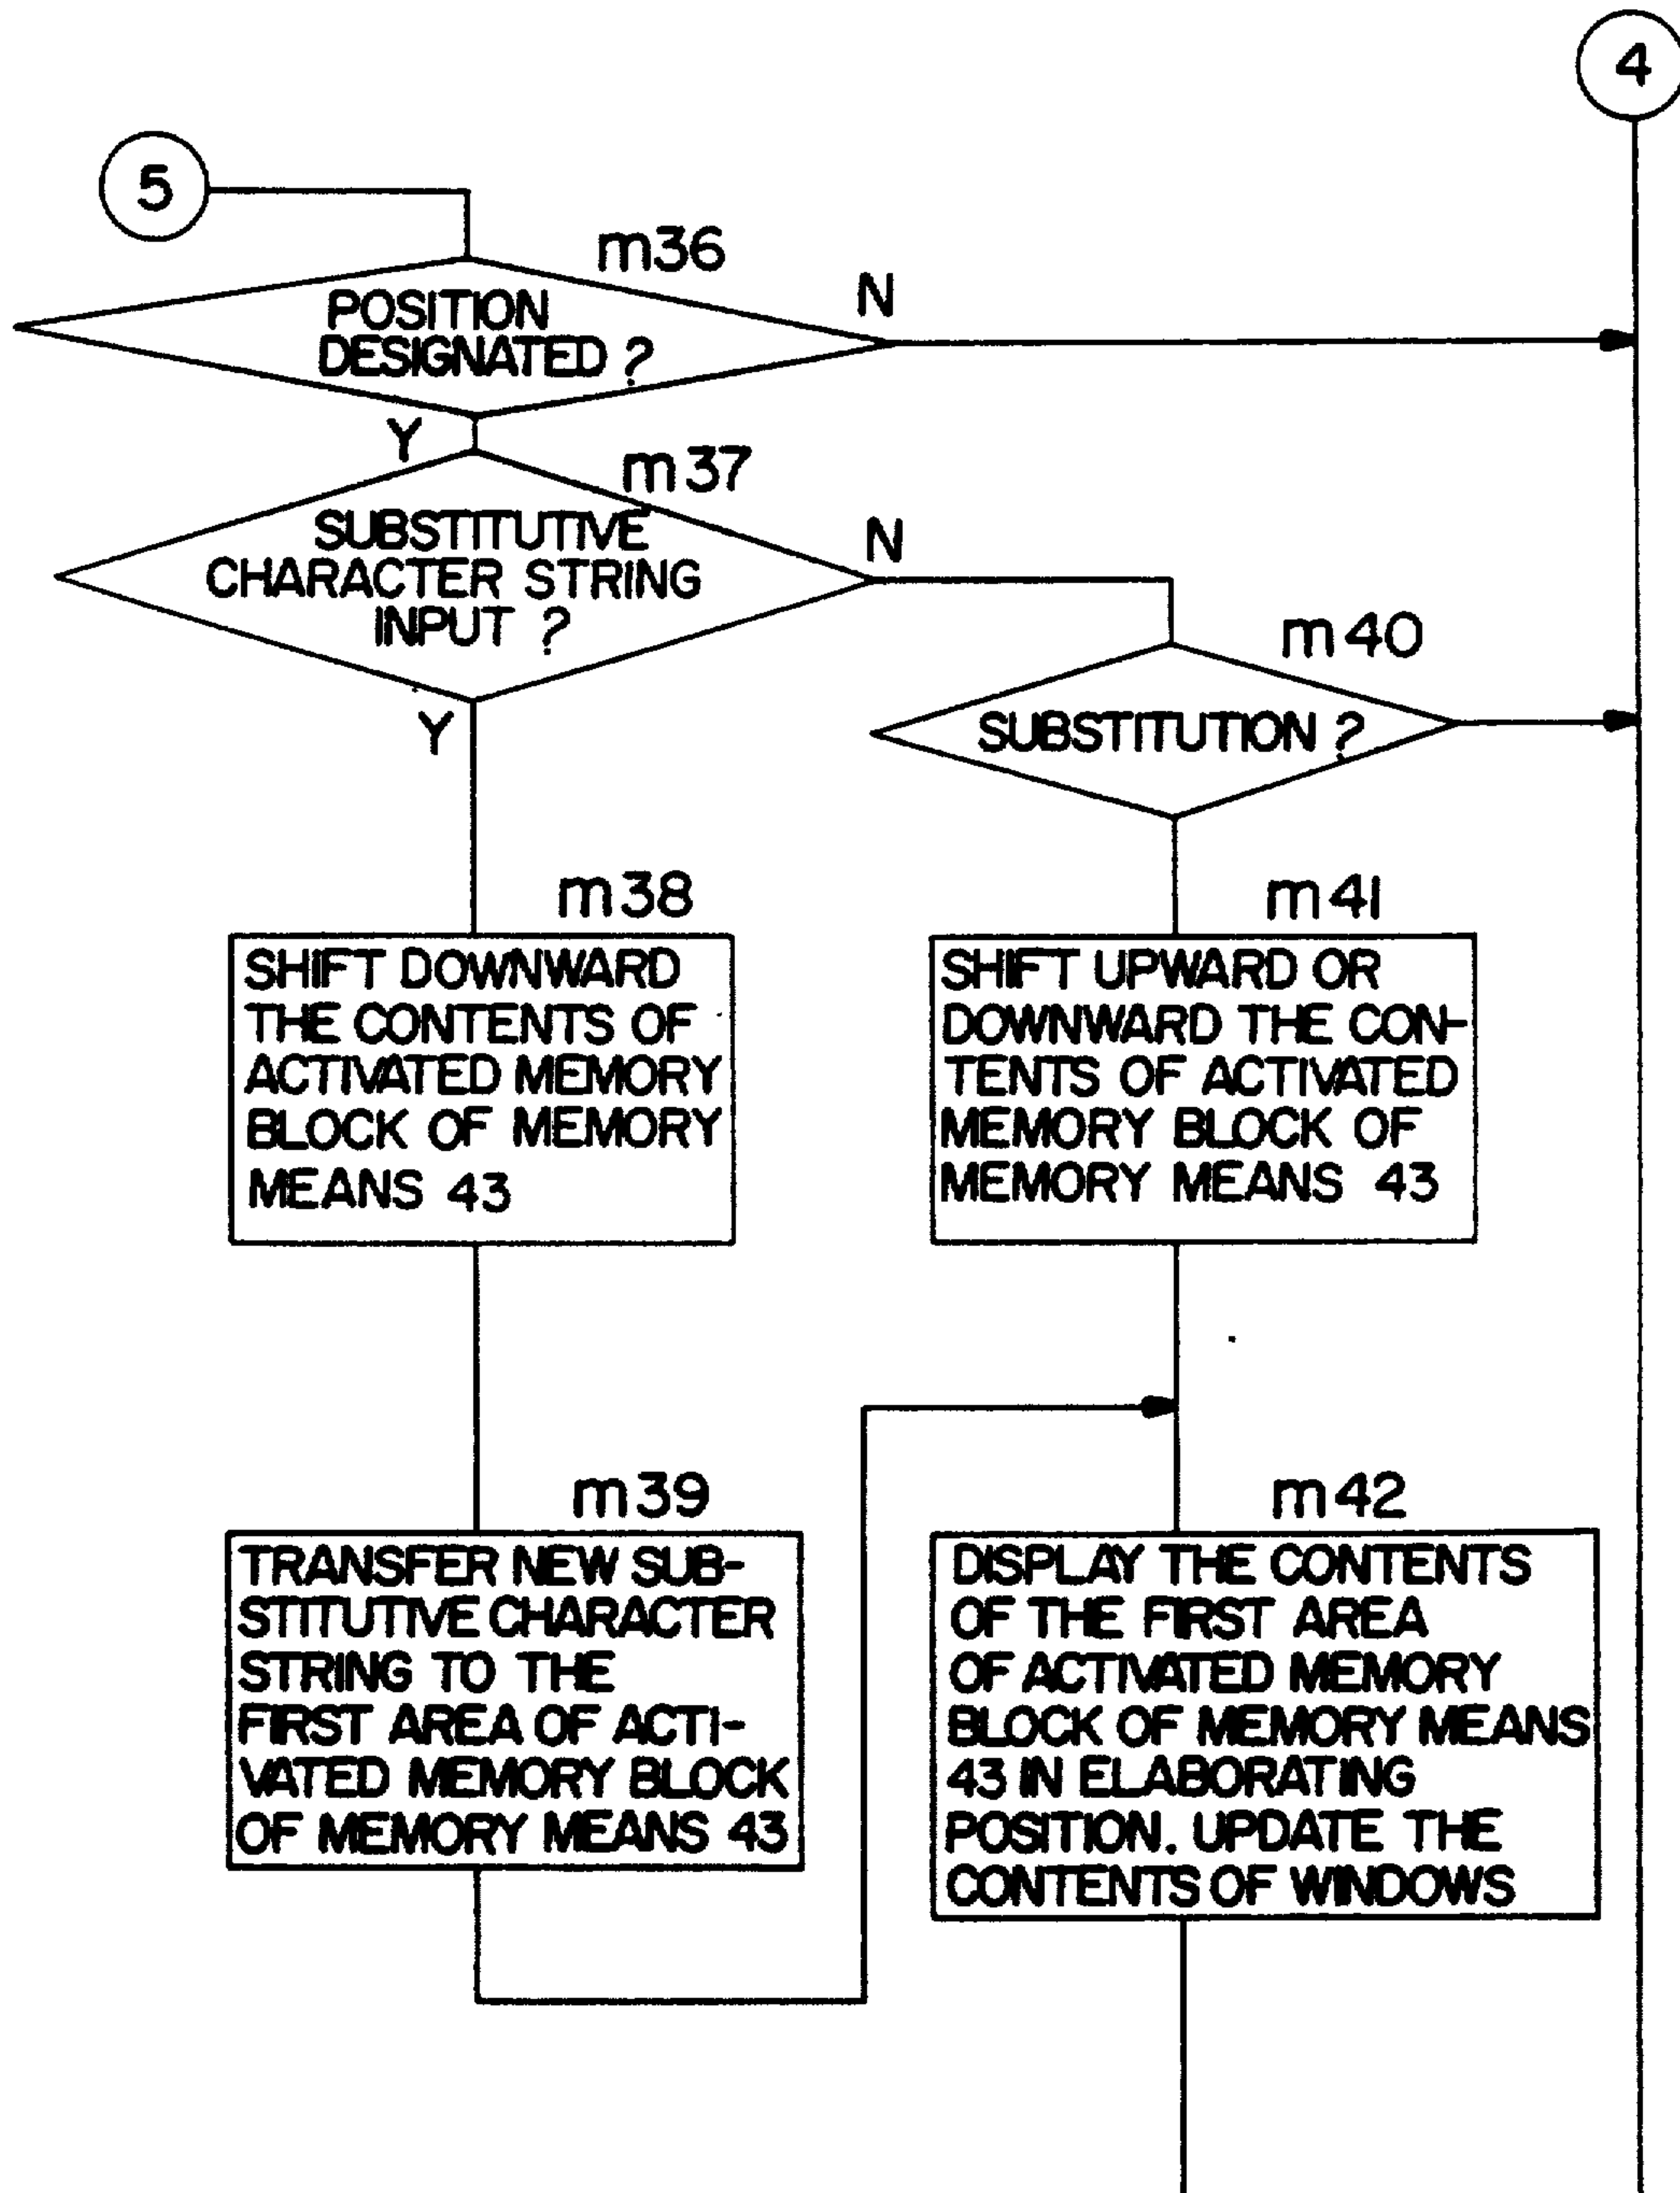 4
5
m36
POSITION
DESIGNATED ?
N
Y
m37
SUBSTITUTIVE
CHARACTER STRING
INPUT ?
N
Y
m40
SUBSTITUTION ?
m38
SHIFT DOWNWARD
THE CONTENTS OF
ACTIVATED MEMORY
BLOCK OF MEMORY
MEANS 43
m41
SHIFT UPWARD OR
DOWNWARD THE CON-
TENTS OF ACTIVATED
MEMORY BLOCK OF
MEMORY MEANS 43
m39
TRANSFER NEW SUB-
STITUTIVE CHARACTER
STRING TO THE
FIRST AREA OF ACTI-
VATED MEMORY BLOCK
OF MEMORY MEANS 43
m42
DISPLAY THE CONTENTS
OF THE FIRST AREA
OF ACTIVATED MEMORY
BLOCK OF MEMORY MEANS
43 IN ELABORATING
POSITION. UPDATE THE
CONTENTS OF WINDOWS